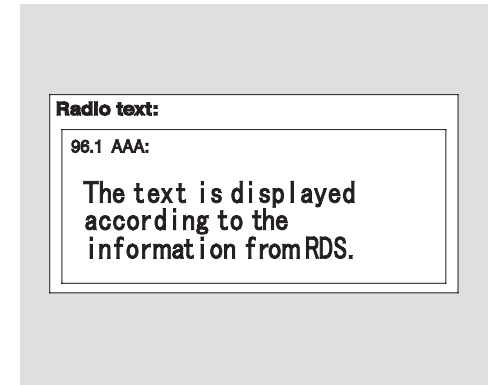 Radio text:
96.1 AAA:
The text is displayed
according to the
information from RDS.